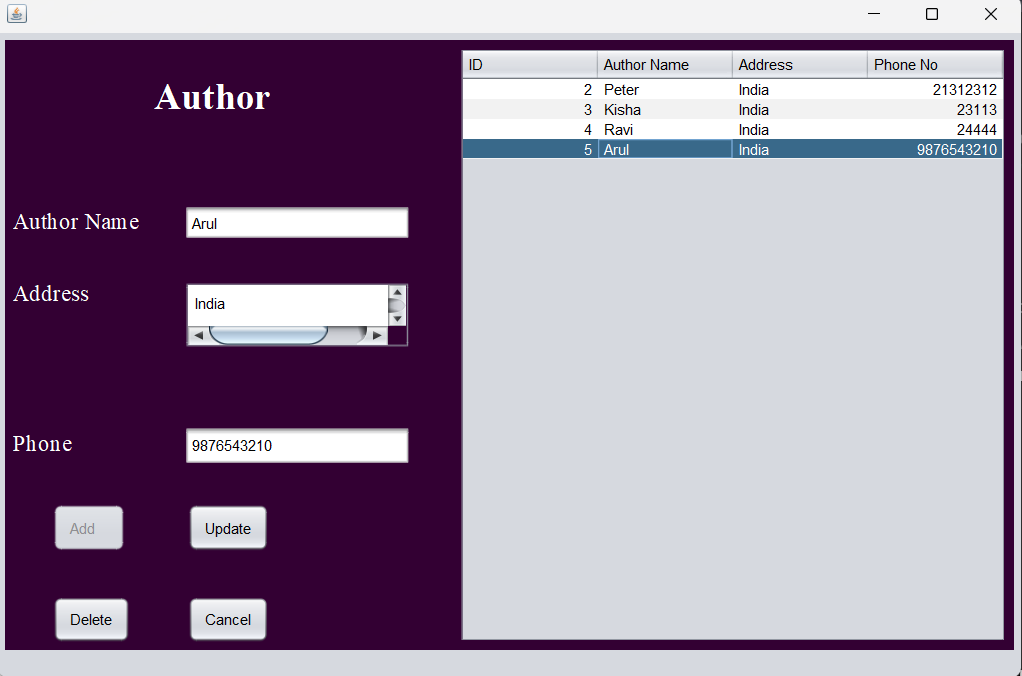 Author
Author Name Arul
Address India
Phone 9876543210
Add Update
Delete Cancel
ID Author Name Address Phone No
2 Peter India 21312312
3 Kisha India 23113
4 Ravi India 24444
5 Arul India 9876543210